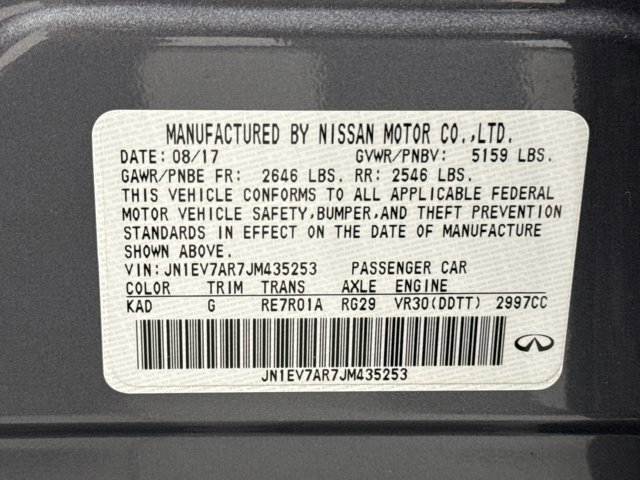 MANUFACTURED BY NISSAN MOTOR CO.,LTD.
DATE: 08/17 GVWR/PNBV: 5159 LBS.
GAWR/PNBE FR: 2646 LBS. RR: 2546 LBS.
THIS VEHICLE CONFORMS TO ALL APPLICABLE FEDERAL
MOTOR VEHICLE SAFETY,BUMPER,AND THEFT PREVENTION
STANDARDS IN EFFECT ON THE DATE OF MANUFACTURE
SHOWN ABOVE.
VIN: JN1EV7AR7JM435253 PASSENGER CAR
COLOR TRIM TRANS AXLE ENGINE
KAD G RE7R01A RG29 VR30(DDTT) 2997CC
JN1EV7AR7JM435253